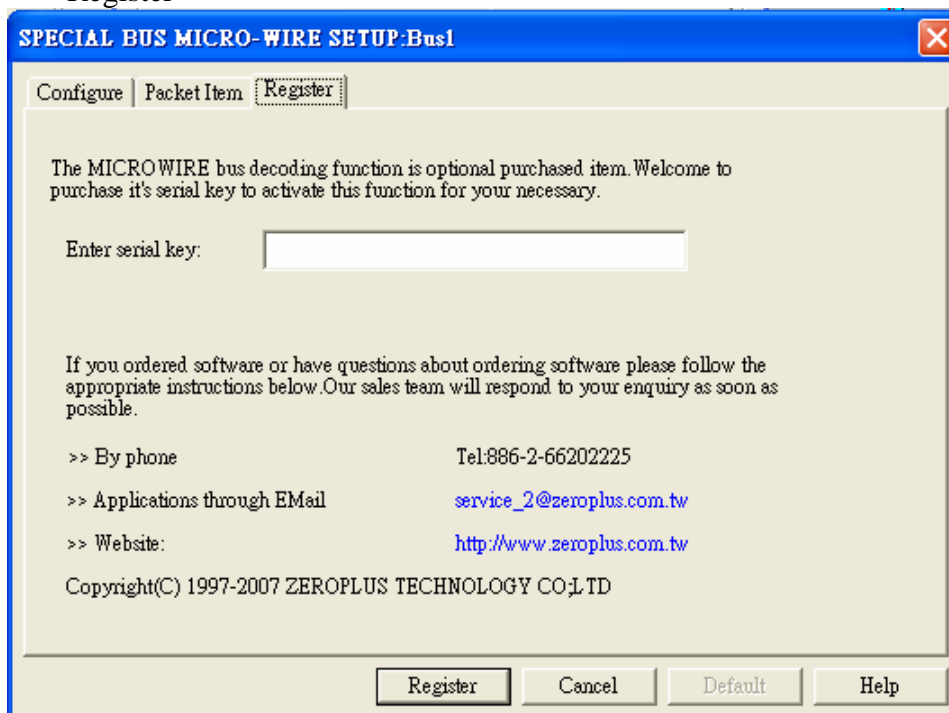 Register
SPECIAL BUS MICRO-WIRE SETUP:Bus1
Configure Packet Item Register
The MICROWIRE bus decoding function is optional purchased item.Welcome to
purchase it's serial key to activate this function for your necessary.
Enter serial key:
If you ordered software or have questions about ordering software please follow the
appropriate instructions below.Our sales team will respond to your enquiry as soon as
possible.
>> By phone Tel:886-2-66202225
>> Applications through EMail service_2@zeroplus.com.tw
>> Website: http://www.zeroplus.com.tw
Copyright(C) 1997-2007 ZEROPLUS TECHNOLOGY CO;LTD
Register Cancel Default Help